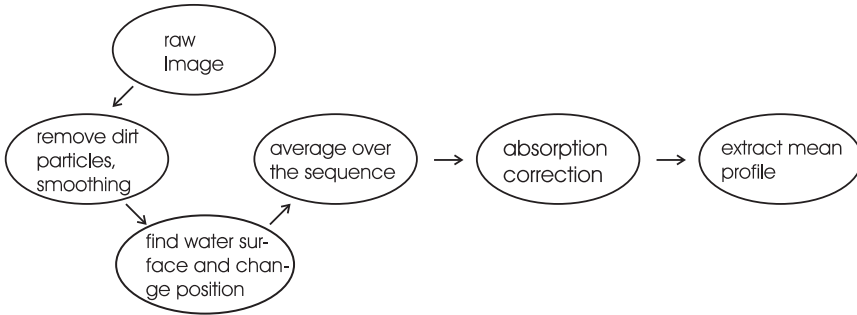 raw
Image
remove dirt
particles,
smoothing
find water sur-
face and chan-
ge position
average over
the sequence
absorption
correction
extract mean
profile